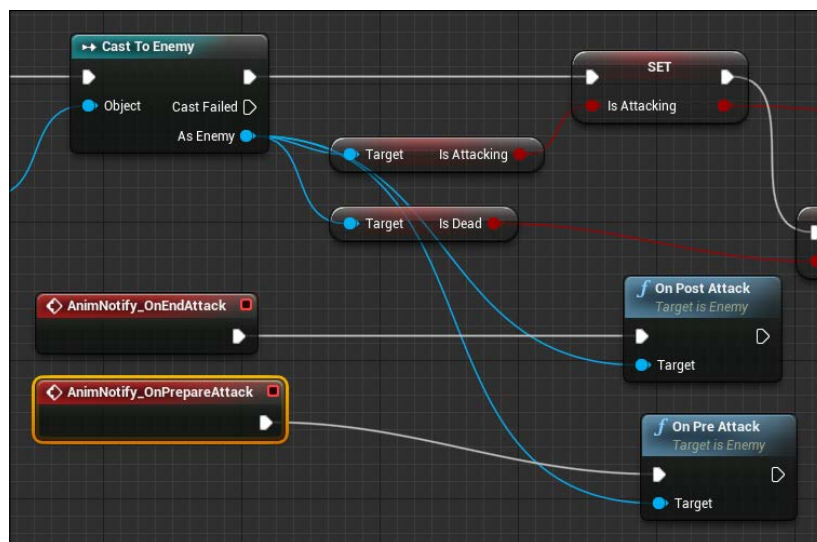 Cast To Enemy
Object Cast Failed
As Enemy
SET
Is Attacking
Target Is Attacking
Target Is Dead
AnimNotify_OnEndAttack
f On Post Attack
Target is Enemy
Target
AnimNotify_OnPrepareAttack
f On Pre Attack
Target is Enemy
Target